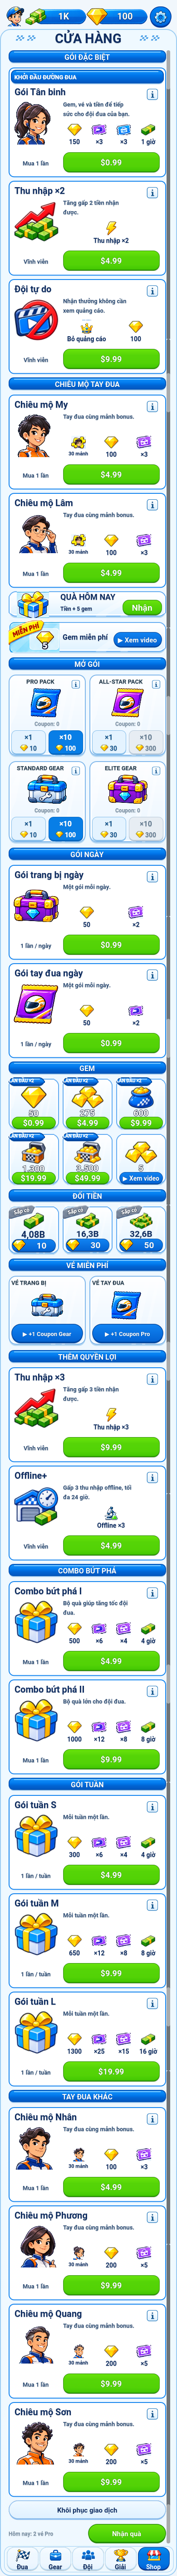 1K
100
CỬA HÀNG
GÓI ĐẶC BIỆT
KHỞI ĐẦU ĐƯỜNG ĐUA
Gói Tân binh
Gem, vé và tiền để tiếp
sức cho đội đua của bạn.
150 ×3 ×3 1 giờ
Mua 1 lần
$0.99
Thu nhập ×2
Tăng gấp 2 tiền nhận
được.
Thu nhập ×2
Vĩnh viễn
$4.99
Đội tự do
Nhận thưởng không cần
xem quảng cáo.
Bỏ quảng cáo 100
Vĩnh viễn
$9.99
CHIÊU MỘ TAY ĐUA
Chiêu mộ My
Tay đua cùng mảnh bonus.
30 mảnh 100 ×3
Mua 1 lần
$4.99
Chiêu mộ Lâm
Tay đua cùng mảnh bonus.
30 mảnh 100 ×3
Mua 1 lần
$4.99
QUÀ HÔM NAY
Tiền + 5 gem
Nhận
MIỄN PHÍ
5
Gem miễn phí
▶ Xem video
MỞ GÓI
PRO PACK
Coupon: 0
×1 ×10
10 100
ALL-STAR PACK
Coupon: 0
×1 ×10
30 300
STANDARD GEAR
Coupon: 0
×1 ×10
10 100
ELITE GEAR
Coupon: 0
×1 ×10
30 300
GÓI NGÀY
Gói trang bị ngày
Một gói mỗi ngày.
50 ×2
1 lần / ngày
$0.99
Gói tay đua ngày
Một gói mỗi ngày.
50 ×2
1 lần / ngày
$0.99
GEM
LẦN ĐẦU ×2 LẦN ĐẦU ×2 LẦN ĐẦU ×2
50 275 600
$0.99 $4.99 $9.99
LẦN ĐẦU ×2 LẦN ĐẦU ×2
1,300 3,500 5
$19.99 $49.99 ▶ Xem video
ĐỔI TIỀN
Sắp có Sắp có Sắp có
4,08B 16,3B 32,6B
10 30 50
VÉ MIỄN PHÍ
VÉ TRANG BỊ
▶ +1 Coupon Gear
VÉ TAY ĐUA
▶ +1 Coupon Pro
THÊM QUYỀN LỢI
Thu nhập ×3
Tăng gấp 3 tiền nhận
được.
Thu nhập ×3
Vĩnh viễn
$9.99
Offline+
Gấp 3 thu nhập offline, tối
đa 24 giờ.
Offline ×3
Vĩnh viễn
$4.99
COMBO BỨT PHÁ
Combo bứt phá I
Bộ quà giúp tăng tốc đội
đua.
500 ×6 ×4 4 giờ
Mua 1 lần
$4.99
Combo bứt phá II
Bộ quà lớn cho đội đua.
1000 ×12 ×8 8 giờ
Mua 1 lần
$9.99
GÓI TUẦN
Gói tuần S
Mỗi tuần một lần.
300 ×6 ×4 4 giờ
1 lần / tuần
$4.99
Gói tuần M
Mỗi tuần một lần.
650 ×12 ×8 8 giờ
1 lần / tuần
$9.99
Gói tuần L
Mỗi tuần một lần.
1300 ×25 ×15 16 giờ
1 lần / tuần
$19.99
TAY ĐUA KHÁC
Chiêu mộ Nhân
Tay đua cùng mảnh bonus.
30 mảnh 100 ×3
Mua 1 lần
$4.99
Chiêu mộ Phương
Tay đua cùng mảnh bonus.
30 mảnh 200 ×5
Mua 1 lần
$9.99
Chiêu mộ Quang
Tay đua cùng mảnh bonus.
30 mảnh 200 ×5
Mua 1 lần
$9.99
Chiêu mộ Sơn
Tay đua cùng mảnh bonus.
30 mảnh 200 ×5
Mua 1 lần
$9.99
Khôi phục giao dịch
Hôm nay: 2 vé Pro
Nhận quà
Đua Gear Đội Giải Shop